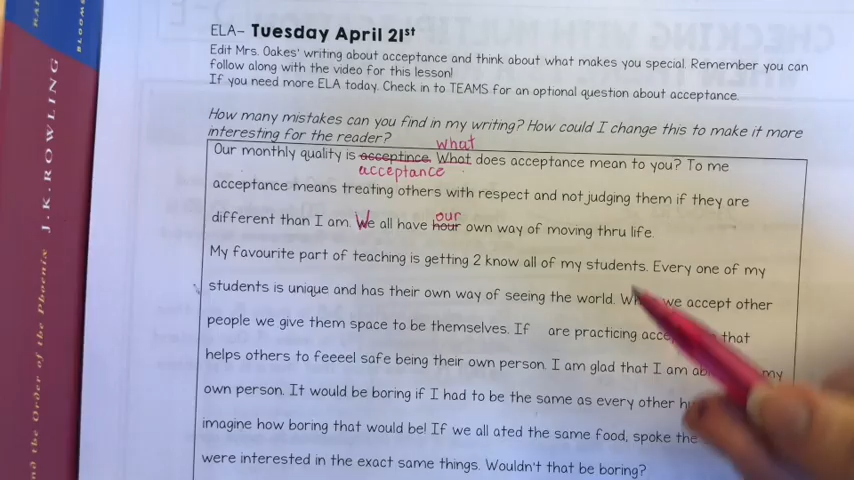 J.K. ROWLING
and the Order of the Phoenix
ELA- Tuesday April 21st
Edit Mrs. Oakes' writing about acceptance and think about what makes you special. Remember you can
follow along with the video for this lesson!
If you need more ELA today. Check in to TEAMS for an optional question about acceptance.
How many mistakes can you find in my writing? How could I change this to make it more
interesting for the reader?
what
Our monthly quality is acceptince. What does acceptance mean to you? To me
acceptance
acceptance means treating others with respect and not judging them if they are
our
different than I am. We all have hour own way of moving thru life.
My favourite part of teaching is getting 2 know all of my students. Every one of my
students is unique and has their own way of seeing the world. we accept other
people we give them space to be themselves. If are practicing that
helps others to feeeel safe being their own person. I am glad that I am my
own person. It would be boring if I had to be the same as every other
imagine how boring that would be! If we all ated the same food, spoke the
were interested in the exact same things. Wouldn't that be boring?